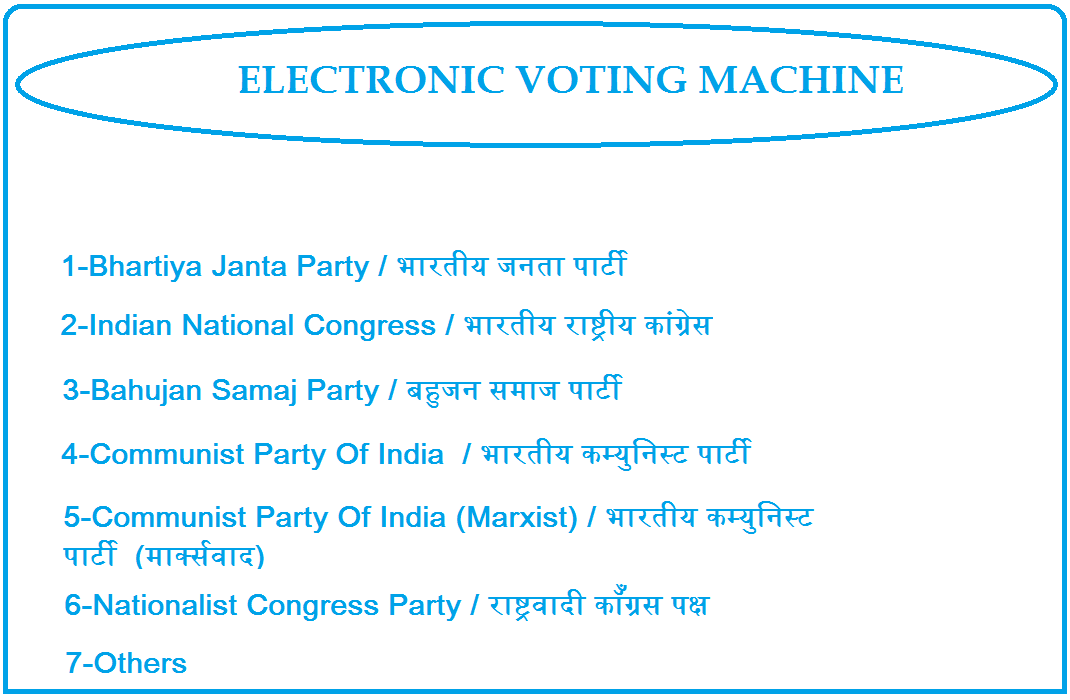 ELECTRONIC VOTING MACHINE
1-Bhartiya Janta Party / भारतीय जनता पार्टी
2-Indian National Congress / भारतीय राष्ट्रीय कांग्रेस
3-Bahujan Samaj Party / बहुजन समाज पार्टी
4-Communist Party Of India / भारतीय कम्युनिस्ट पार्टी
5-Communist Party Of India (Marxist) / भारतीय कम्युनिस्ट
पार्टी (मार्क्सवाद)
6-Nationalist Congress Party / राष्ट्रवादी काँग्रस पक्ष
7-Others